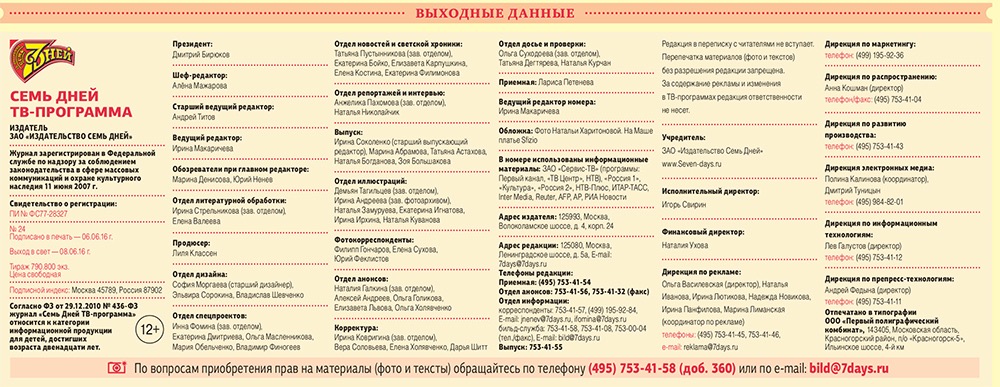 ВЫХОДНЫЕ ДАННЫЕ
7 ДНЕЙ
СЕМЬ ДНЕЙ
ТВ-ПРОГРАММА
ИЗДАТЕЛЬ
ЗАО «ИЗДАТЕЛЬСТВО СЕМЬ ДНЕЙ»
Журнал зарегистрирован в Федеральной
службе по надзору за соблюдением
законодательства в сфере массовых
коммуникаций и охране культурного
наследия 11 июня 2007 г.
Свидетельство о регистрации:
ПИ № ФС77-28327
№ 24
Подписано в печать — 06.06.16 г.
Выход в свет — 08.06.16 г.
Тираж 790.800 экз.
Цена свободная
Подписной индекс: Москва 45789, Россия 87902
Согласно ФЗ от 29.12.2010 № 436-ФЗ
журнал «Семь Дней ТВ-программа»
относится к категории
информационной продукции
для детей, достигших
возраста двенадцати лет.
12+
Президент:
Дмитрий Бирюков
Шеф-редактор:
Алёна Мажарова
Старший ведущий редактор:
Андрей Титов
Ведущий редактор:
Ирина Макаричева
Обозреватели при главном редакторе:
Марина Денисова, Юрий Ненев
Отдел литературной обработки:
Ирина Стрельникова (зав. отделом),
Елена Валеева
Продюсер:
Лиля Классен
Отдел дизайна:
София Моргаева (старший дизайнер),
Эльвира Сорокина, Владислав Шевченко
Отдел спецпроектов:
Инна Фомина (зав. отделом),
Екатерина Дмитриева, Ольга Масленникова,
Мария Обельченко, Владимир Финогеев
Отдел новостей и светской хроники:
Татьяна Пустынникова (зав. отделом),
Екатерина Бойко, Елизавета Карпушкина,
Елена Костина, Екатерина Филимонова
Отдел репортажей и интервью:
Анжелика Пахомова (зав. отделом),
Наталья Николайчик
Выпуск:
Ирина Соколенко (старший выпускающий
редактор), Марина Абрамова, Татьяна Астахова,
Наталья Богданова, Зоя Большакова
Отдел иллюстраций:
Демьян Тагильцев (зав. отделом),
Ирина Андреева (зав. фотоархивом),
Наталья Замуруева, Екатерина Игнатова,
Ирина Ирхина, Наталья Куванова
Фотокорреспонденты:
Филипп Гончаров, Елена Сухова,
Юрий Феклистов
Отдел анонсов:
Наталия Галкина (зав. отделом),
Алексей Андреев, Ольга Голикова,
Елизавета Львова, Ольга Холявченко
Корректура:
Ирина Ковригина (зав. отделом),
Вера Соловьева, Елена Холявченко, Дарья Шитт
Отдел досье и проверки:
Ольга Суходоева (зав. отделом),
Татьяна Дегтярева, Наталья Курчан
Приемная: Лариса Петенева
Ведущий редактор номера:
Ирина Макаричева
Обложка: Фото Натальи Харитоновой. На Маше
платье Sfizio
В номере использованы информационные
материалы: ЗАО «Сервис-ТВ» (программы:
Первый канал, «ТВ Центр», НТВ), «Россия 1»,
«Культура», «Россия 2», НТВ-Плюс, ИТАР-ТАСС,
Inter Media, Reuter, AFP, АР, РИА Новости
Адрес издателя: 125993, Москва,
Волоколамское шоссе, д. 4, корп. 24
Адрес редакции: 125080, Москва,
Ленинградское шоссе, д. 5а, E-mail:
7days@7days.ru
Телефоны редакции:
Приемная: (495) 753-41-54
Отдел анонсов: 753-41-56, 753-41-32 (факс)
Отдел информации:
корреспонденты: 753-41-57, (499) 195-92-84,
E-mail: jnenev@7days.ru, ifomina@7days.ru
бильд-служба: 753-41-58, 753-41-08, 753-00-04
(тел./факс), E-mail: bild@7days.ru
Выпуск: 753-41-55
Редакция в переписку с читателями не вступает.
Перепечатка материалов (фото и текстов)
без разрешения редакции запрещена.
За содержание рекламы и изменения
в ТВ-программах редакция ответственности
не несет.
Учредитель:
ЗАО „Издательство Семь Дней“
www.Seven-days.ru
Исполнительный директор:
Игорь Свирин
Финансовый директор:
Наталия Ухова
Дирекция по рекламе:
Ольга Василевская (директор), Наталья
Иванова, Ирина Лютикова, Надежда Новикова,
Ирина Панфилова, Марина Лиманская
(координатор по рекламе)
телефоны: 753-41-45, 753-41-46,
e-mail: reklama@7days.ru
Дирекция по маркетингу:
телефон: (499) 195-92-36
Дирекция по распространению:
Анна Кошман (директор)
телефон/факс: (495) 753-41-04
Дирекция по развитию
производства:
телефон: (495) 753-41-43
Дирекция электронных медиа:
Полина Калинова (координатор),
Дмитрий Туницын
телефон: (495) 984-82-01
Дирекция по информационным
технологиям:
Лев Галустов (директор)
телефон: (495) 753-41-12
Дирекция по препресс-технологиям:
Андрей Федына (директор)
телефон: (495) 753-41-11
Отпечатано в типографии
ООО «Первый полиграфический
комбинат», 143405, Московская область,
Красногорский район, п/о «Красногорск-5»,
Ильинское шоссе, 4-й км
По вопросам приобретения прав на материалы (фото и тексты) обращайтесь по телефону (495) 753-41-58 (доб. 360) или по e-mail: bild@7days.ru